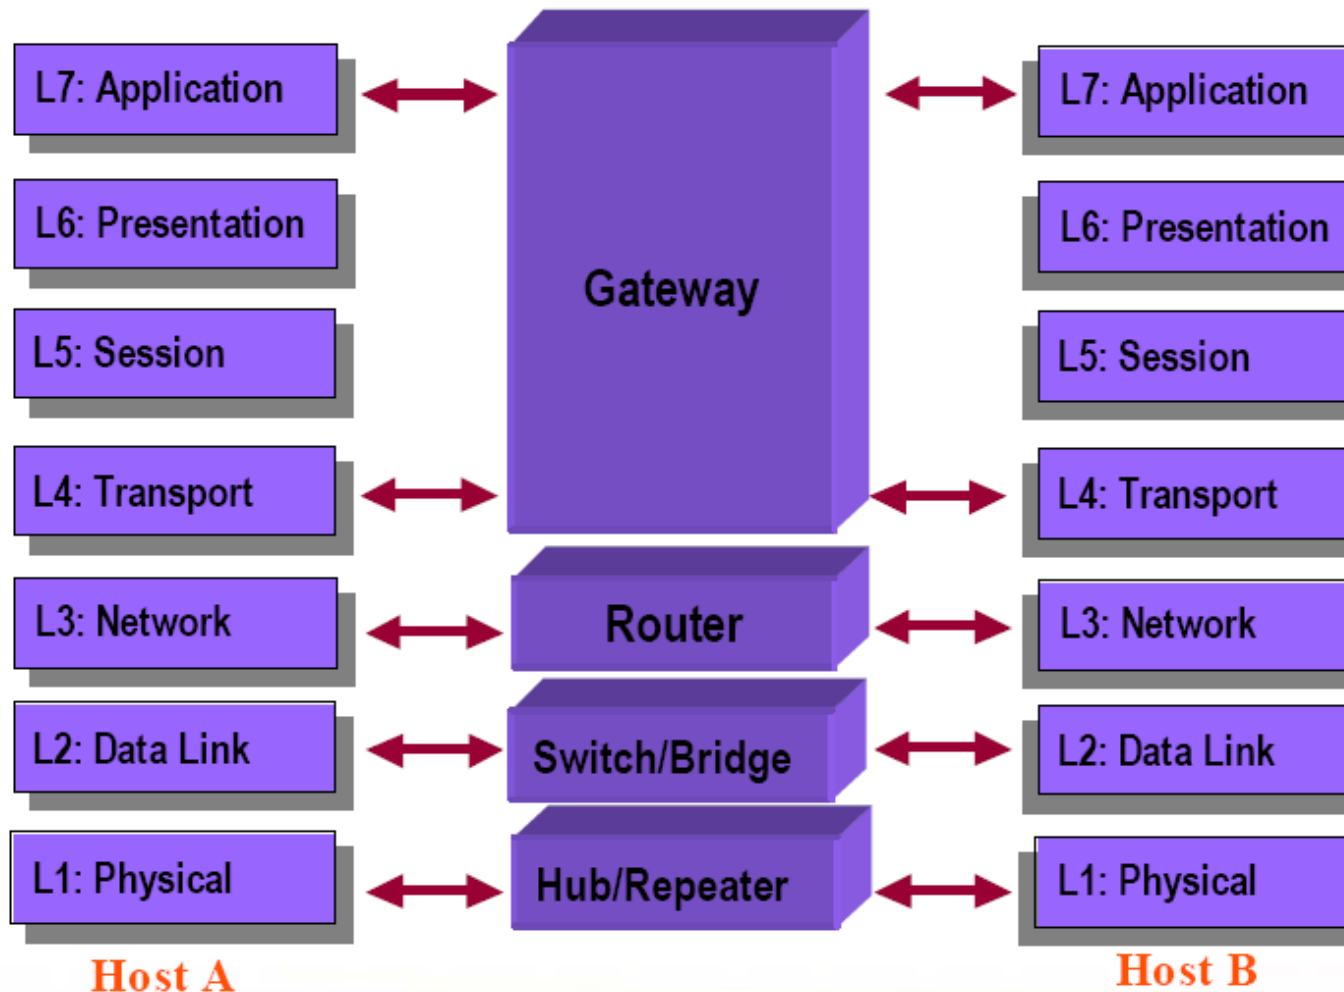 L7: Application
L6: Presentation
L5: Session
L4: Transport
L3: Network
L2: Data Link
L1: Physical
Host A
Gateway
Router
Switch/Bridge
Hub/Repeater
L7: Application
L6: Presentation
L5: Session
L4: Transport
L3: Network
L2: Data Link
L1: Physical
Host B